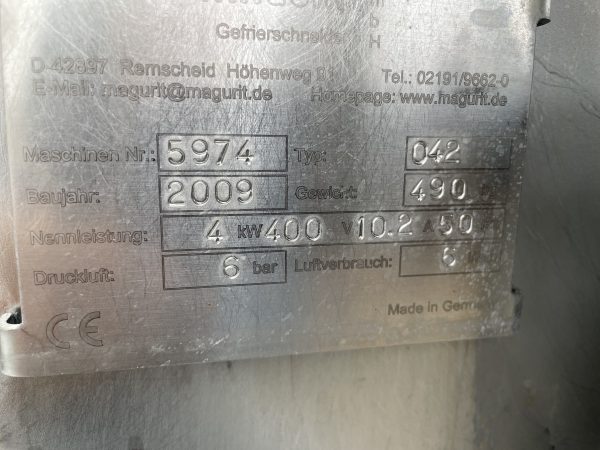 m
b
Gefrierschneide H
D-42897 Remscheid Höhenweg 91 Tel.: 02191/9662-0
E-Mail: magurit@magurit.de Homepage: www.magurit.de
Maschinen Nr.: 5974 Typ: 042
Baujahr: 2009 Gewicht: 490
Nennleistung: 4 kW 400 V 10.2 A 50
Druckluft: 6 bar Luftverbrauch: 6
CE Made in German